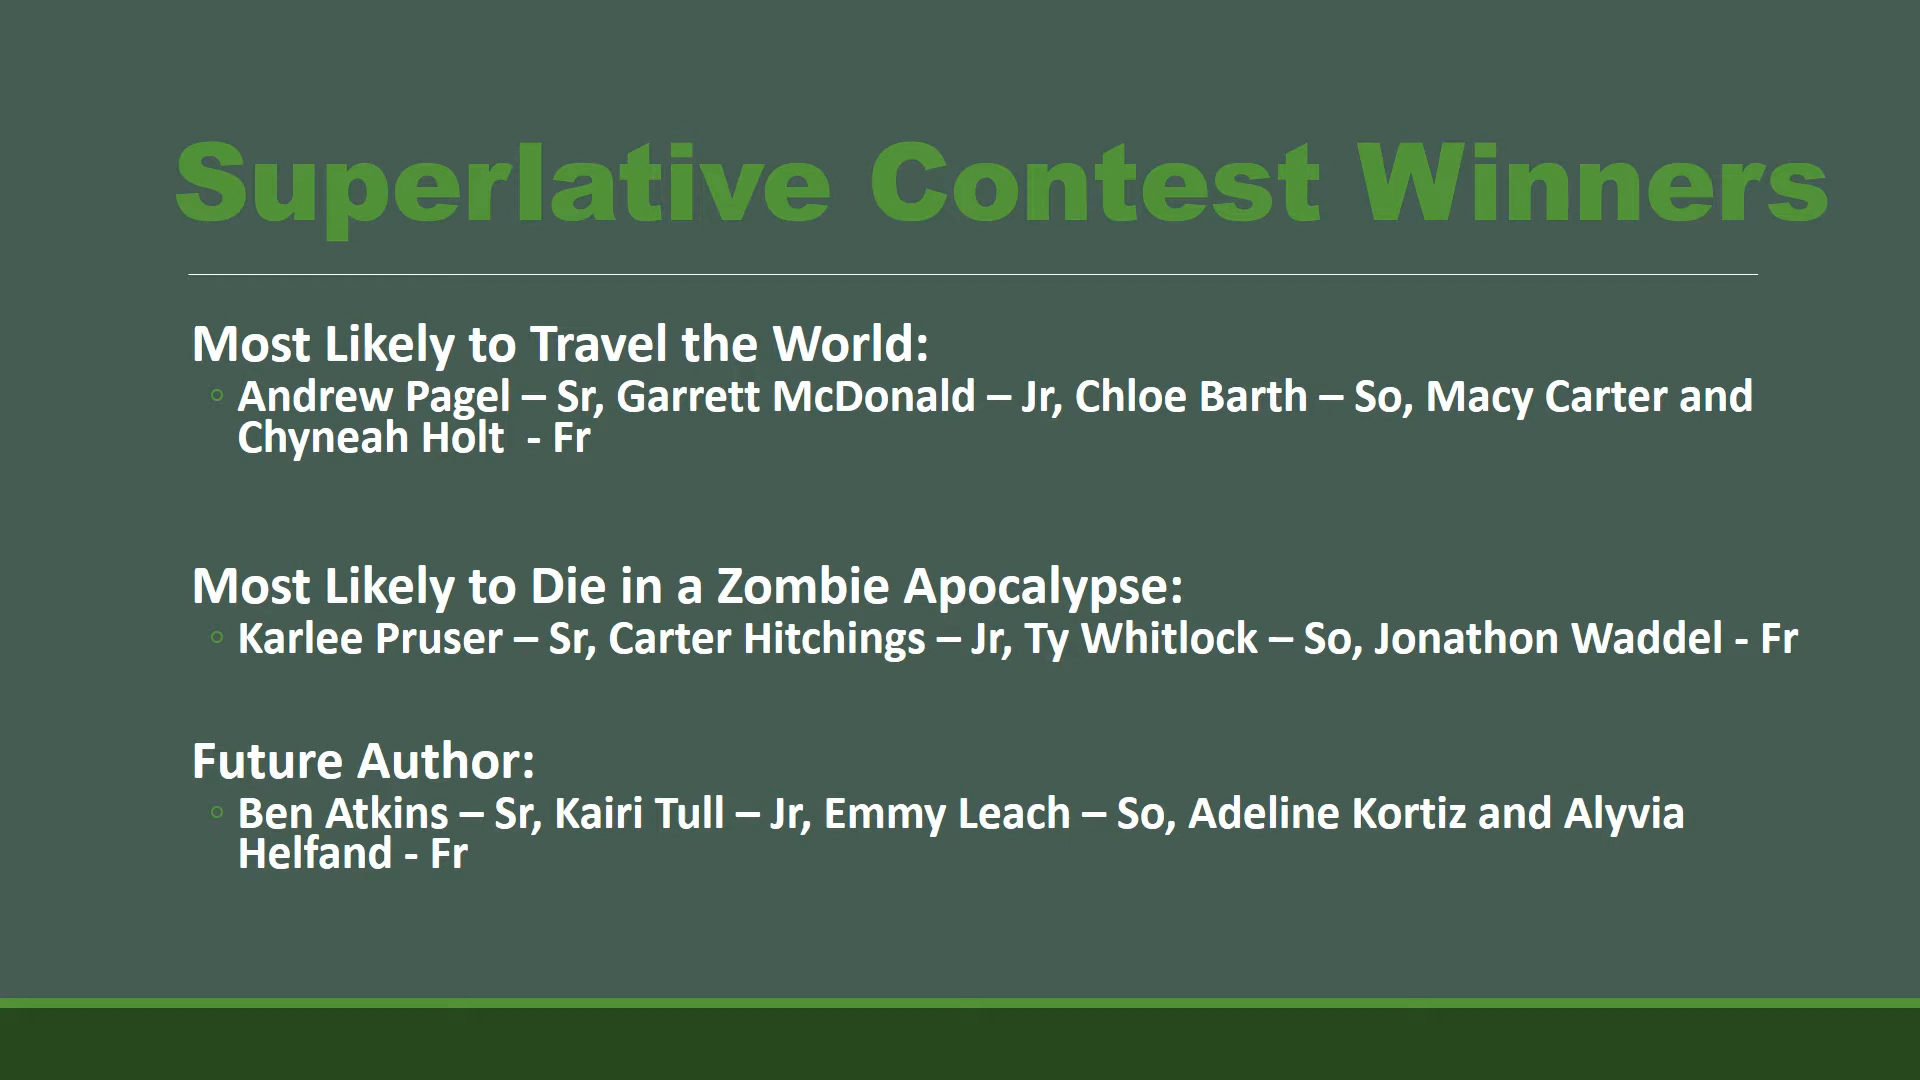 Superlative Contest Winners
Most Likely to Travel the World:
Andrew Pagel – Sr, Garrett McDonald – Jr, Chloe Barth – So, Macy Carter and
Chyneah Holt  - Fr
Most Likely to Die in a Zombie Apocalypse:
Karlee Pruser – Sr, Carter Hitchings – Jr, Ty Whitlock – So, Jonathon Waddel - Fr
Future Author:
Ben Atkins – Sr, Kairi Tull – Jr, Emmy Leach – So, Adeline Kortiz and Alyvia
Helfand - Fr